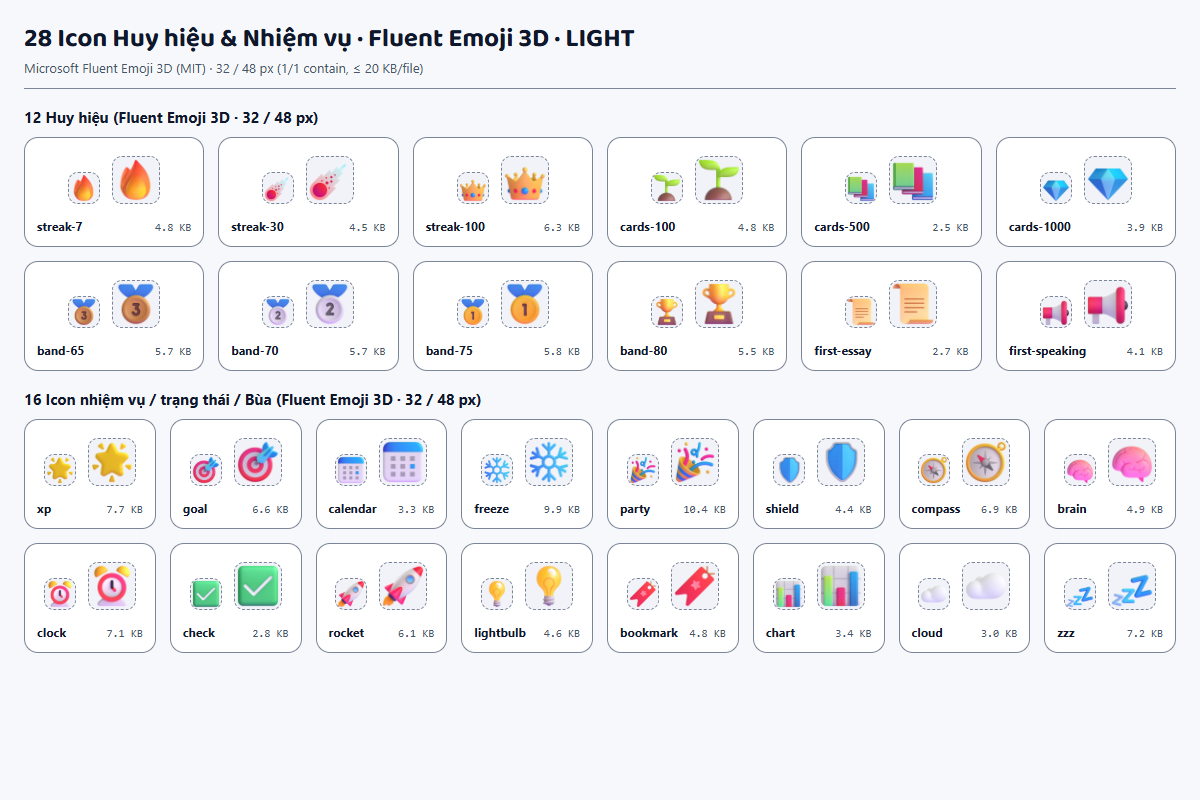 28 Icon Huy hiệu & Nhiệm vụ · Fluent Emoji 3D · LIGHT
Microsoft Fluent Emoji 3D (MIT) · 32 / 48 px (1/1 contain, ≤ 20 KB/file)
12 Huy hiệu (Fluent Emoji 3D · 32 / 48 px)
streak-7 4.8 KB streak-30 4.5 KB streak-100 6.3 KB cards-100 4.8 KB cards-500 2.5 KB cards-1000 3.9 KB
3 3 2 2 1 1
band-65 5.7 KB band-70 5.7 KB band-75 5.8 KB band-80 5.5 KB first-essay 2.7 KB first-speaking 4.1 KB
16 Icon nhiệm vụ / trạng thái / Bùa (Fluent Emoji 3D · 32 / 48 px)
xp 7.7 KB goal 6.6 KB calendar 3.3 KB freeze 9.9 KB party 10.4 KB shield 4.4 KB compass 6.9 KB brain 4.9 KB
zzz zzz
clock 7.1 KB check 2.8 KB rocket 6.1 KB lightbulb 4.6 KB bookmark 4.8 KB chart 3.4 KB cloud 3.0 KB zzz 7.2 KB